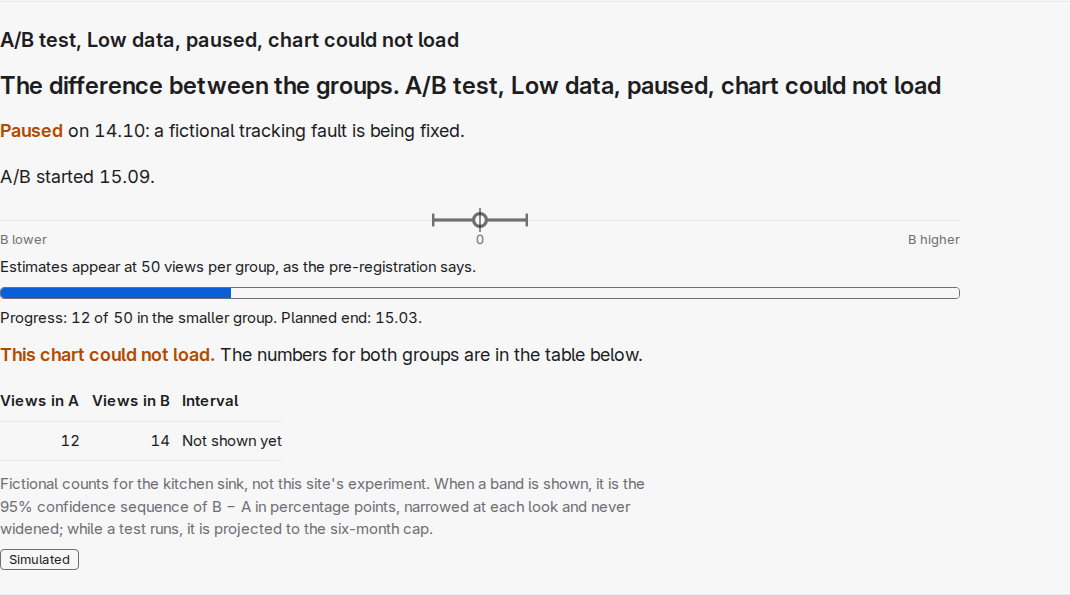 A/B test, Low data, paused, chart could not load
The difference between the groups. A/B test, Low data, paused, chart could not load
Paused on 14.10: a fictional tracking fault is being fixed.
A/B started 15.09.
B lower
0
B higher
Estimates appear at 50 views per group, as the pre-registration says.
Progress: 12 of 50 in the smaller group. Planned end: 15.03.
This chart could not load. The numbers for both groups are in the table below.
Views in A Views in B Interval
12 14 Not shown yet
Fictional counts for the kitchen sink, not this site's experiment. When a band is shown, it is the
95% confidence sequence of B − A in percentage points, narrowed at each look and never
widened; while a test runs, it is projected to the six-month cap.
Simulated